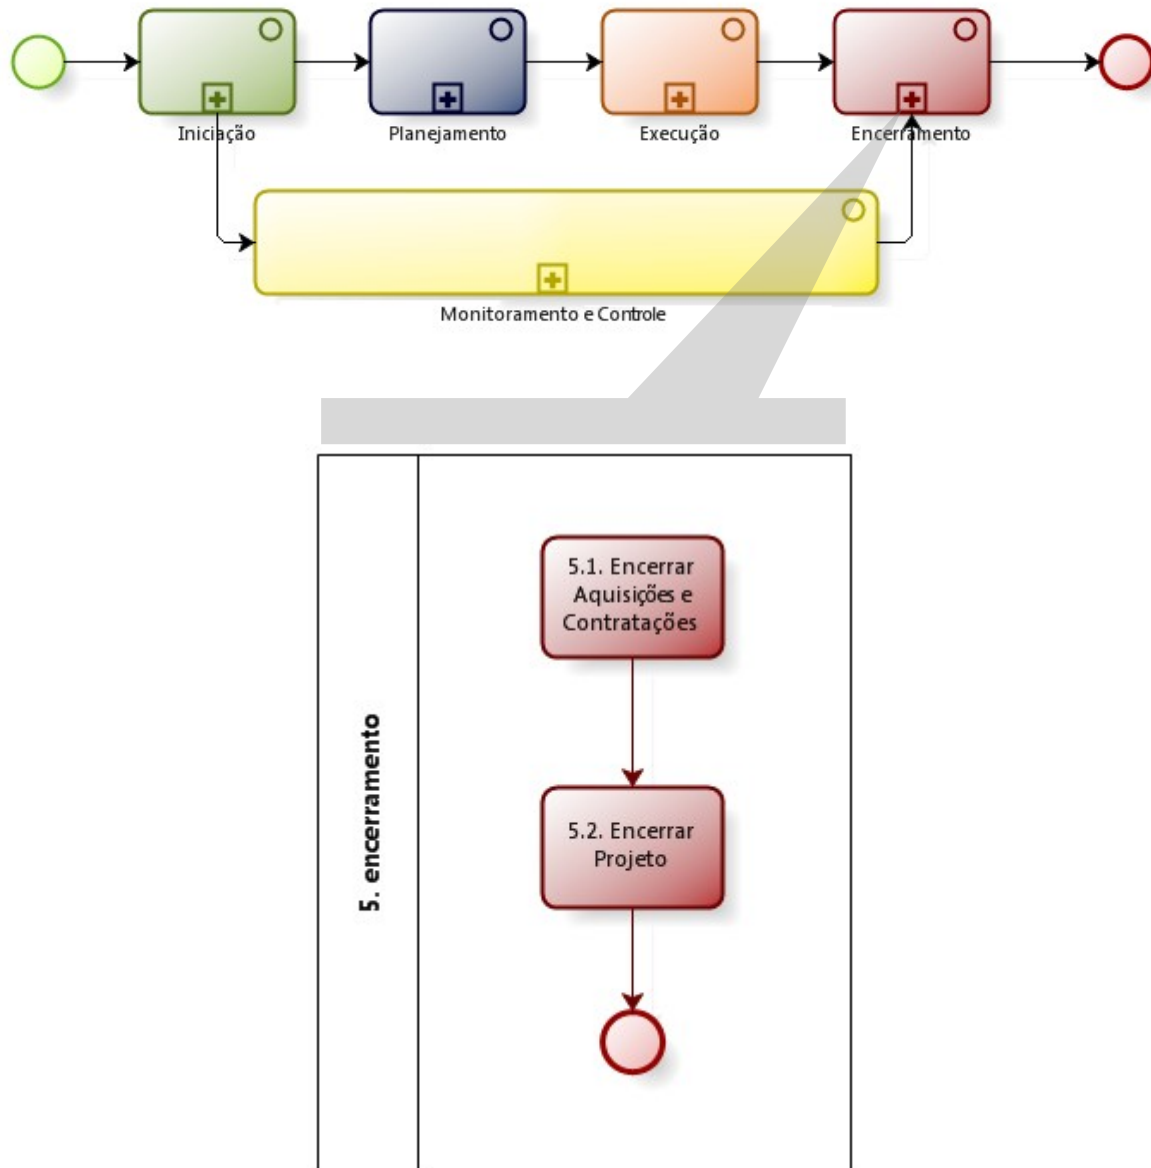 Iniciação
Planejamento
Execução
Encerramento
Monitoramento e Controle
5. encerramento
5.1. Encerrar
Aquisições e
Contratações
5.2. Encerrar
Projeto